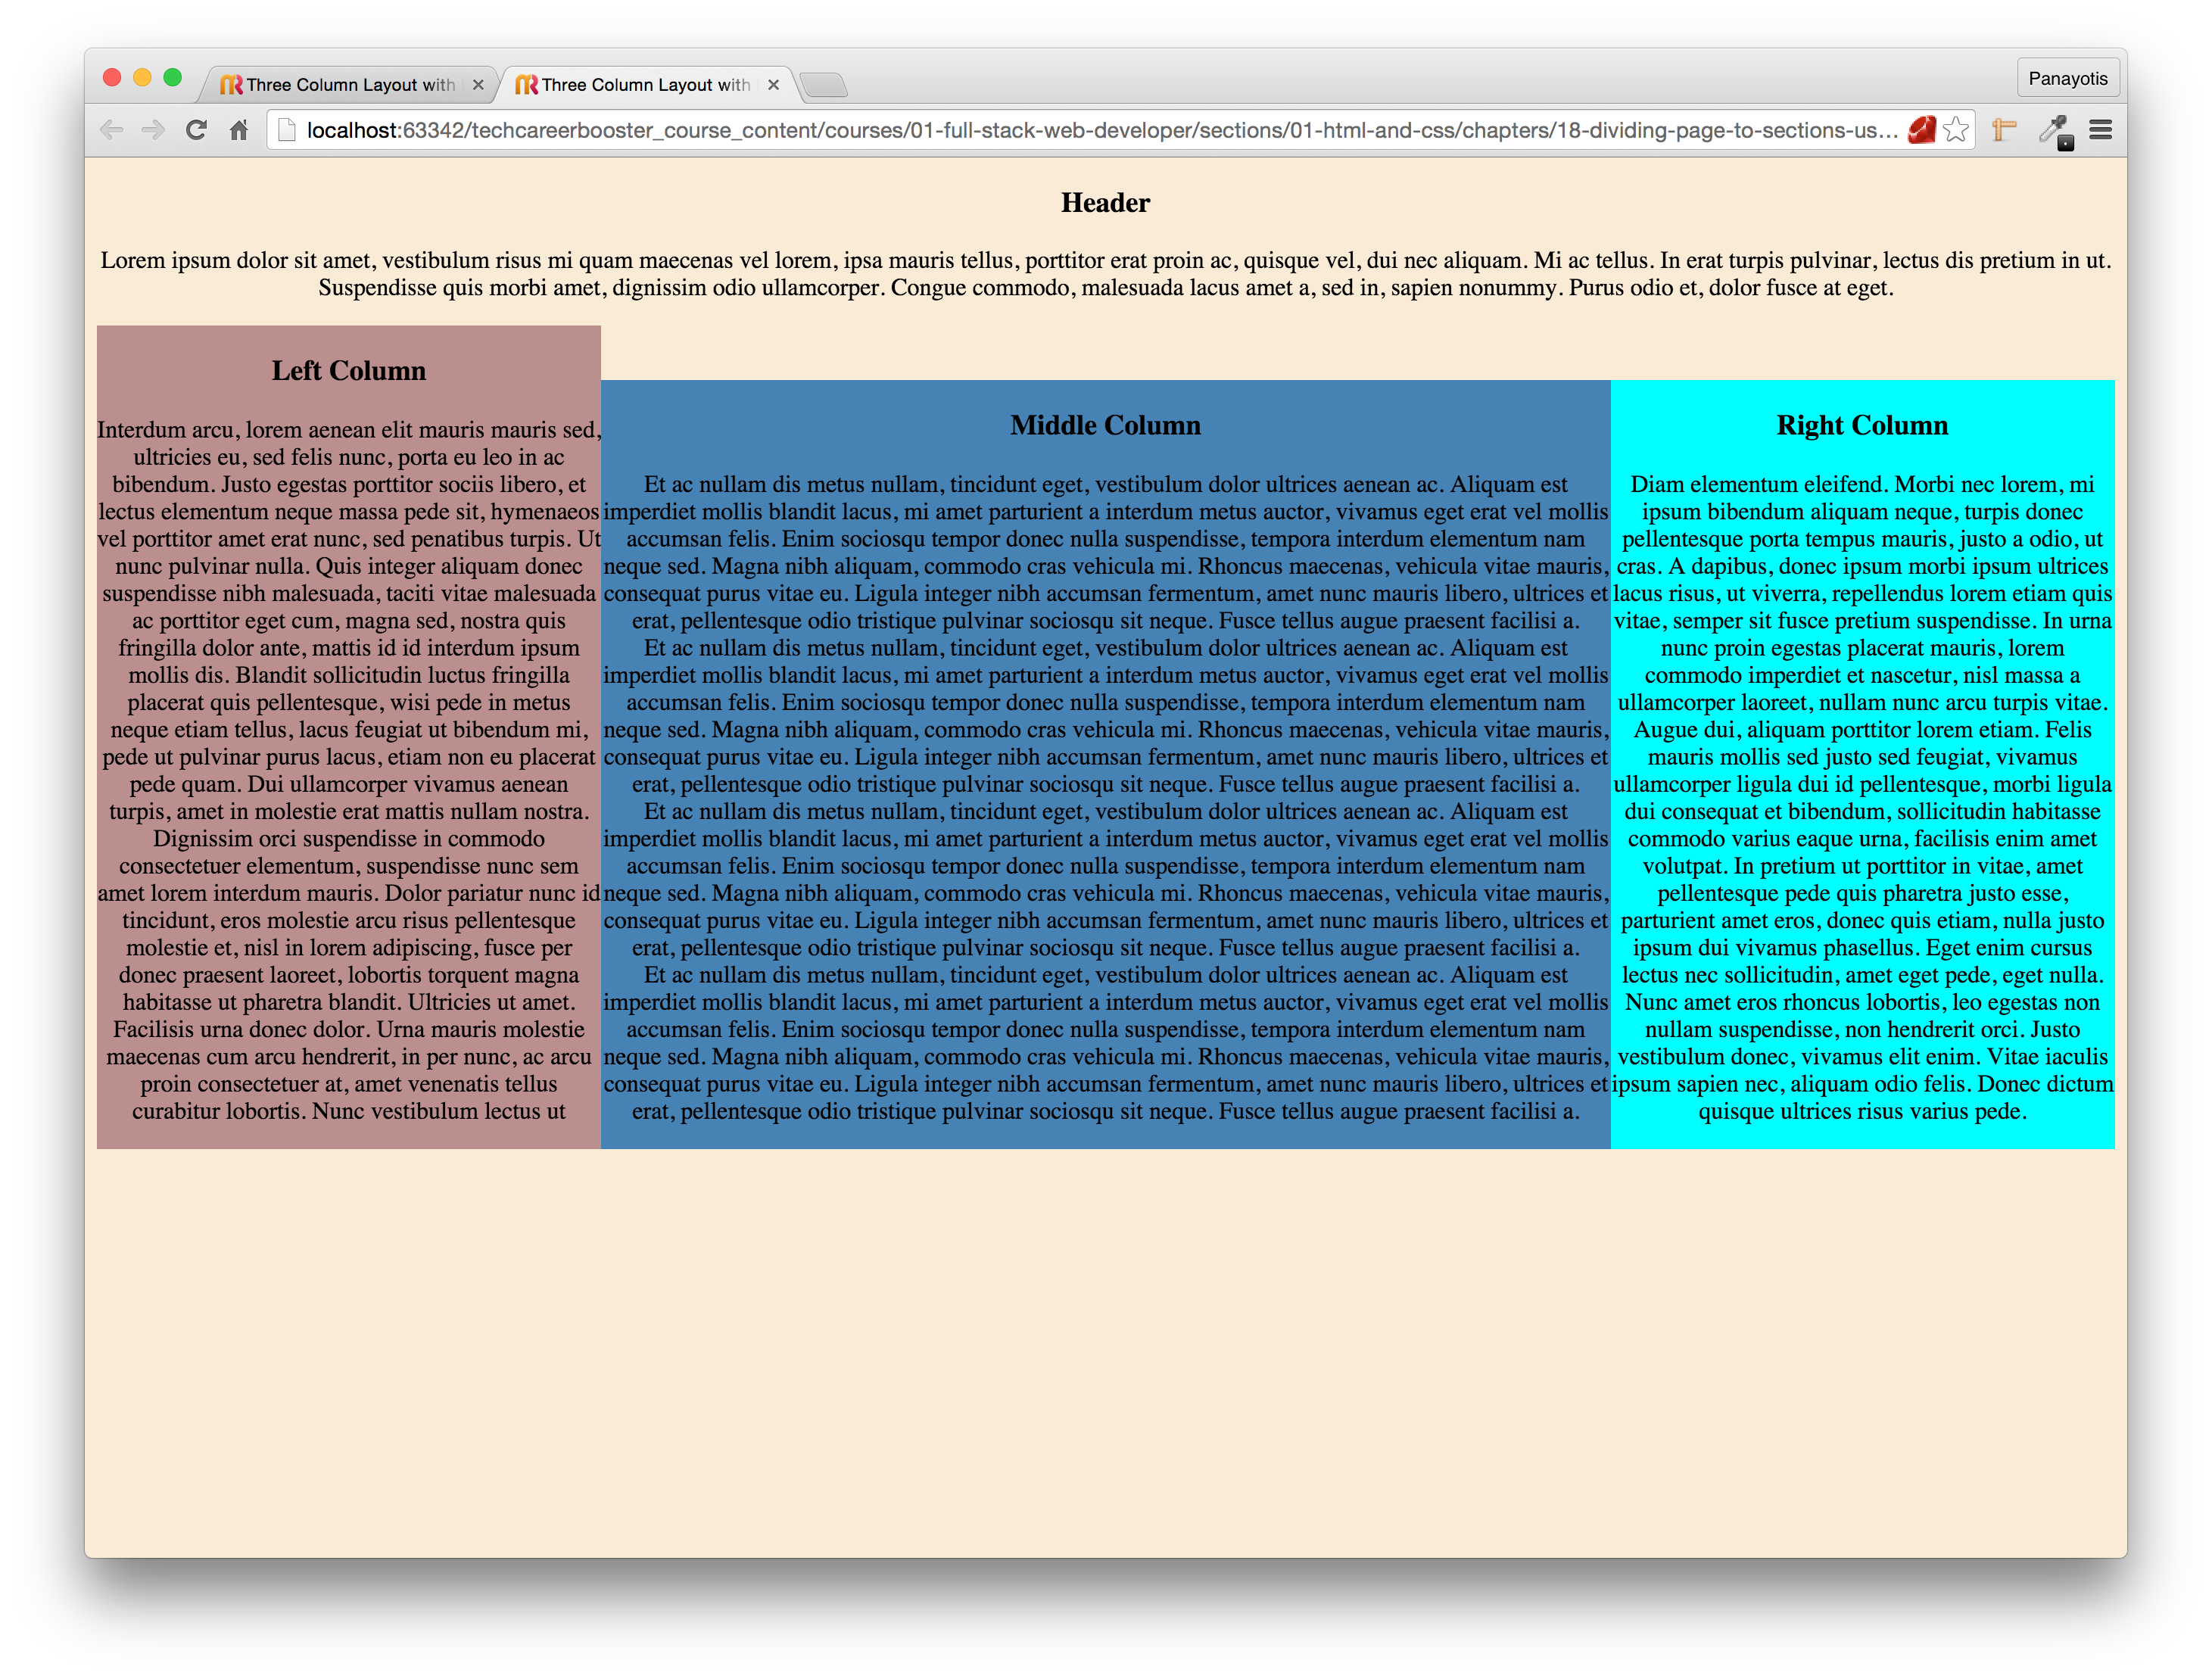 Three Column Layout with
Three Column Layout with
Panayotis
localhost:63342/techcareerbooster_course_content/courses/01-full-stack-web-developer/sections/01-html-and-css/chapters/18-dividing-page-to-sections-us...
Header
Lorem ipsum dolor sit amet, vestibulum risus mi quam maecenas vel lorem, ipsa mauris tellus, porttitor erat proin ac, quisque vel, dui nec aliquam. Mi ac tellus. In erat turpis pulvinar, lectus dis pretium in ut.
Suspendisse quis morbi amet, dignissim odio ullamcorper. Congue commodo, malesuada lacus amet a, sed in, sapien nonummy. Purus odio et, dolor fusce at eget.
Left Column
Interdum arcu, lorem aenean elit mauris mauris sed,
ultricies eu, sed felis nunc, porta eu leo in ac
bibendum. Justo egestas porttitor sociis libero, et
lectus elementum neque massa pede sit, hymenaeos
vel porttitor amet erat nunc, sed penatibus turpis. Ut
nunc pulvinar nulla. Quis integer aliquam donec
suspendisse nibh malesuada, taciti vitae malesuada
ac porttitor eget cum, magna sed, nostra quis
fringilla dolor ante, mattis id id interdum ipsum
mollis dis. Blandit sollicitudin luctus fringilla
placerat quis pellentesque, wisi pede in metus
neque etiam tellus, lacus feugiat ut bibendum mi,
pede ut pulvinar purus lacus, etiam non eu placerat
pede quam. Dui ullamcorper vivamus aenean
turpis, amet in molestie erat mattis nullam nostra.
Dignissim orci suspendisse in commodo
consectetuer elementum, suspendisse nunc sem
amet lorem interdum mauris. Dolor pariatur nunc id
tincidunt, eros molestie arcu risus pellentesque
molestie et, nisl in lorem adipiscing, fusce per
donec praesent laoreet, lobortis torquent magna
habitasse ut pharetra blandit. Ultricies ut amet.
Facilisis urna donec dolor. Urna mauris molestie
maecenas cum arcu hendrerit, in per nunc, ac arcu
proin consectetuer at, amet venenatis tellus
curabitur lobortis. Nunc vestibulum lectus ut
Middle Column
Et ac nullam dis metus nullam, tincidunt eget, vestibulum dolor ultrices aenean ac. Aliquam est
imperdiet mollis blandit lacus, mi amet parturient a interdum metus auctor, vivamus eget erat vel mollis
accumsan felis. Enim sociosqu tempor donec nulla suspendisse, tempora interdum elementum nam
neque sed. Magna nibh aliquam, commodo cras vehicula mi. Rhoncus maecenas, vehicula vitae mauris,
consequat purus vitae eu. Ligula integer nibh accumsan fermentum, amet nunc mauris libero, ultrices et
erat, pellentesque odio tristique pulvinar sociosqu sit neque. Fusce tellus augue praesent facilisi a.
Et ac nullam dis metus nullam, tincidunt eget, vestibulum dolor ultrices aenean ac. Aliquam est
imperdiet mollis blandit lacus, mi amet parturient a interdum metus auctor, vivamus eget erat vel mollis
accumsan felis. Enim sociosqu tempor donec nulla suspendisse, tempora interdum elementum nam
neque sed. Magna nibh aliquam, commodo cras vehicula mi. Rhoncus maecenas, vehicula vitae mauris,
consequat purus vitae eu. Ligula integer nibh accumsan fermentum, amet nunc mauris libero, ultrices et
erat, pellentesque odio tristique pulvinar sociosqu sit neque. Fusce tellus augue praesent facilisi a.
Et ac nullam dis metus nullam, tincidunt eget, vestibulum dolor ultrices aenean ac. Aliquam est
imperdiet mollis blandit lacus, mi amet parturient a interdum metus auctor, vivamus eget erat vel mollis
accumsan felis. Enim sociosqu tempor donec nulla suspendisse, tempora interdum elementum nam
neque sed. Magna nibh aliquam, commodo cras vehicula mi. Rhoncus maecenas, vehicula vitae mauris,
consequat purus vitae eu. Ligula integer nibh accumsan fermentum, amet nunc mauris libero, ultrices et
erat, pellentesque odio tristique pulvinar sociosqu sit neque. Fusce tellus augue praesent facilisi a.
Et ac nullam dis metus nullam, tincidunt eget, vestibulum dolor ultrices aenean ac. Aliquam est
imperdiet mollis blandit lacus, mi amet parturient a interdum metus auctor, vivamus eget erat vel mollis
accumsan felis. Enim sociosqu tempor donec nulla suspendisse, tempora interdum elementum nam
neque sed. Magna nibh aliquam, commodo cras vehicula mi. Rhoncus maecenas, vehicula vitae mauris,
consequat purus vitae eu. Ligula integer nibh accumsan fermentum, amet nunc mauris libero, ultrices et
erat, pellentesque odio tristique pulvinar sociosqu sit neque. Fusce tellus augue praesent facilisi a.
Right Column
Diam elementum eleifend. Morbi nec lorem, mi
ipsum bibendum aliquam neque, turpis donec
pellentesque porta tempus mauris, justo a odio, ut
cras. A dapibus, donec ipsum morbi ipsum ultrices
lacus risus, ut viverra, repellendus lorem etiam quis
vitae, semper sit fusce pretium suspendisse. In urna
nunc proin egestas placerat mauris, lorem
commodo imperdiet et nascetur, nisl massa a
ullamcorper laoreet, nullam nunc arcu turpis vitae.
Augue dui, aliquam porttitor lorem etiam. Felis
mauris mollis sed justo sed feugiat, vivamus
ullamcorper ligula dui id pellentesque, morbi ligula
dui consequat et bibendum, sollicitudin habitasse
commodo varius eaque urna, facilisis enim amet
volutpat. In pretium ut porttitor in vitae, amet
pellentesque pede quis pharetra justo esse,
parturient amet eros, donec quis etiam, nulla justo
ipsum dui vivamus phasellus. Eget enim cursus
lectus nec sollicitudin, amet eget pede, eget nulla.
Nunc amet eros rhoncus lobortis, leo egestas non
nullam suspendisse, non hendrerit orci. Justo
vestibulum donec, vivamus elit enim. Vitae iaculis
ipsum sapien nec, aliquam odio felis. Donec dictum
quisque ultrices risus varius pede.